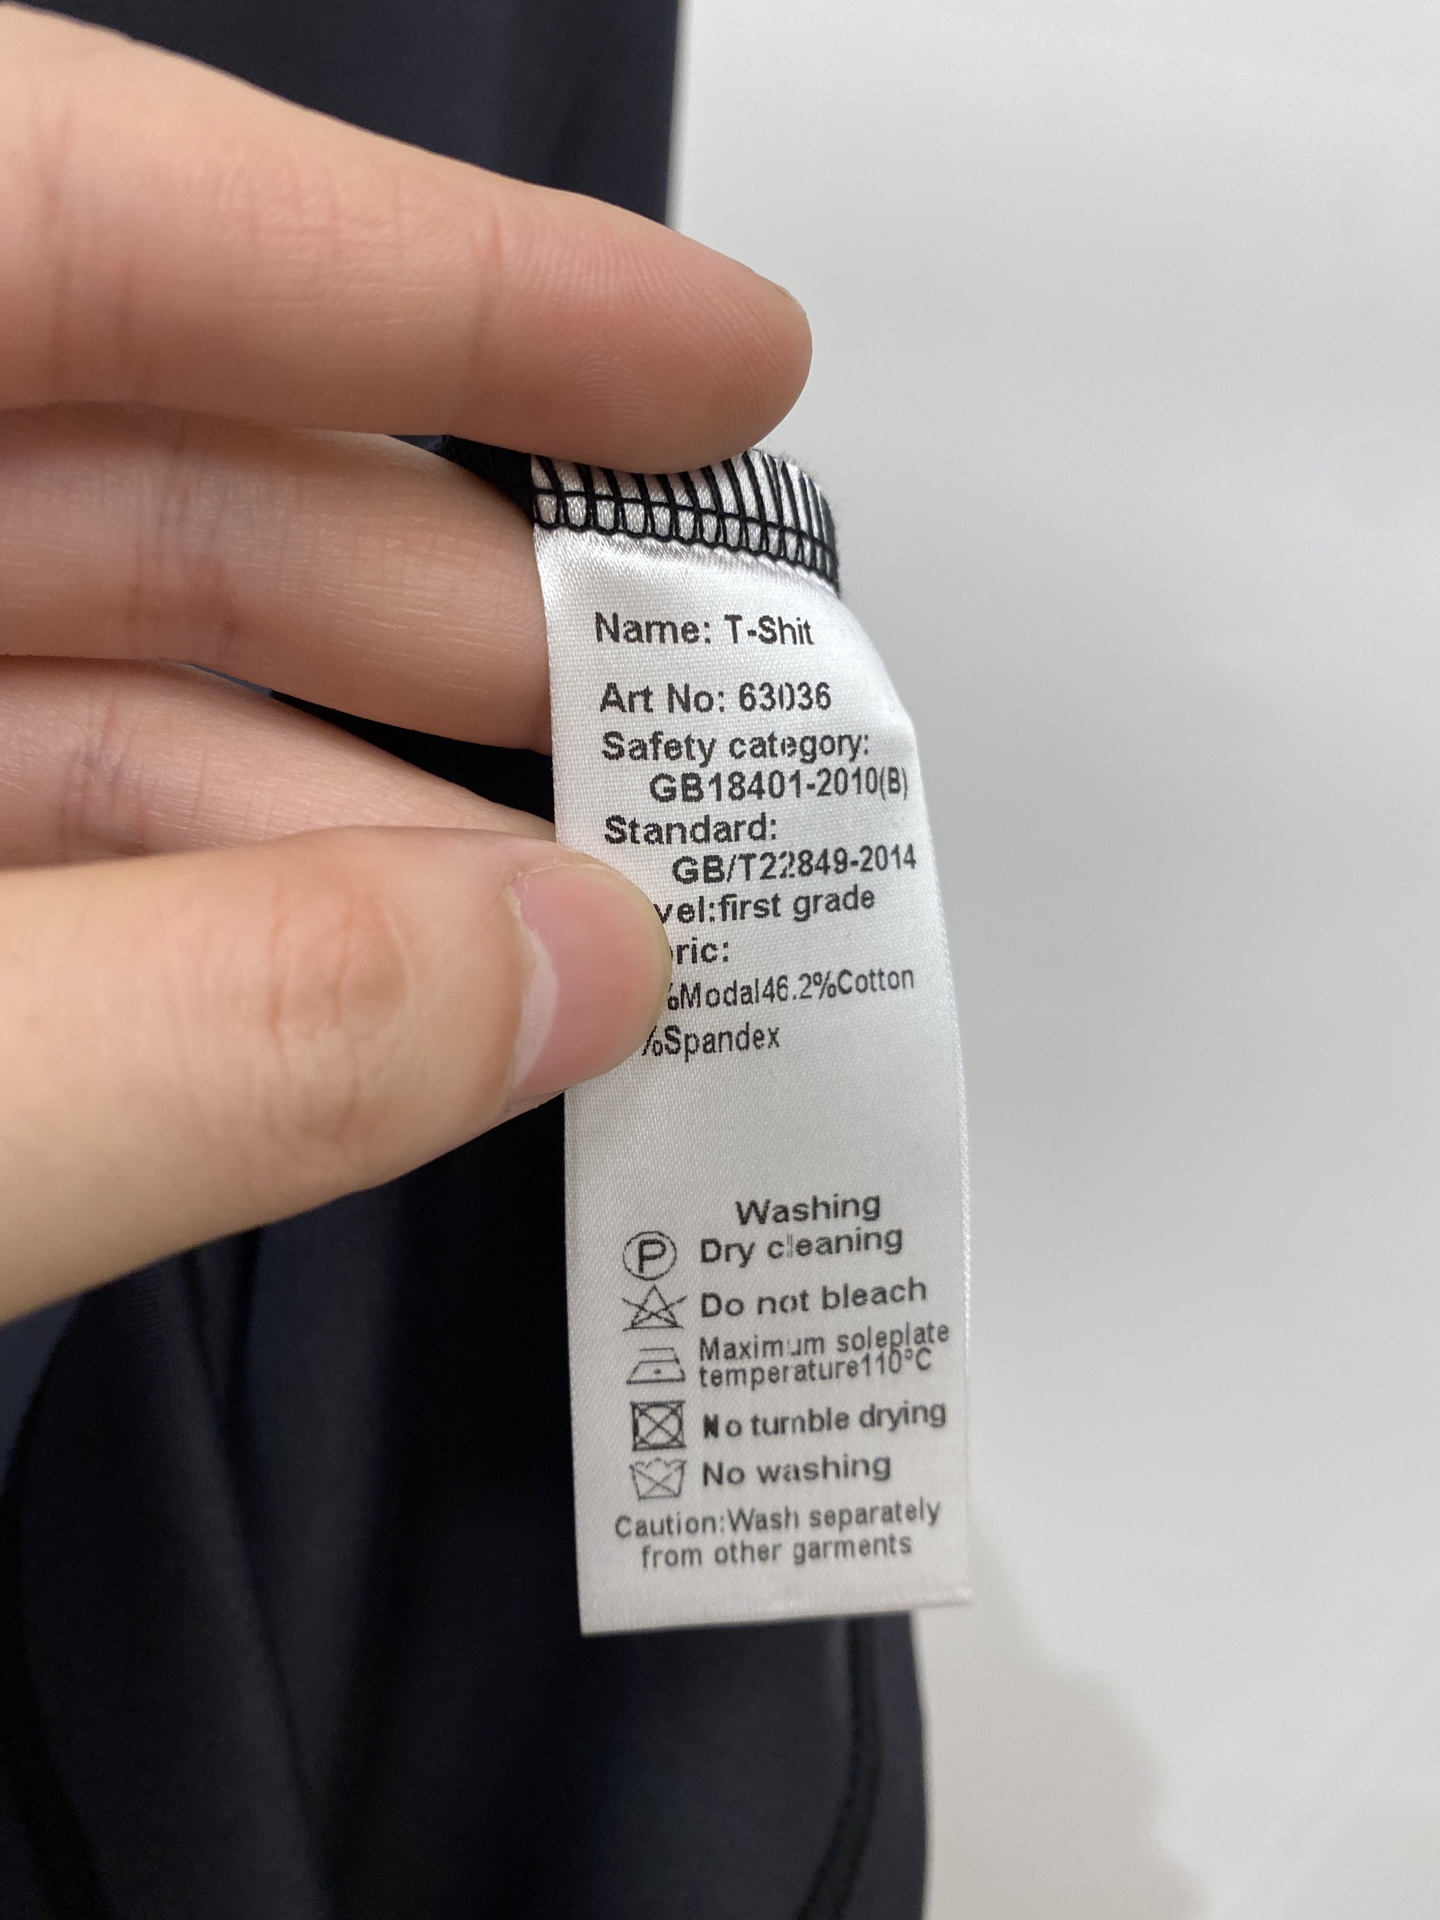 Name: T-Shit
Art No: 63036
Safety category:
GB18401-2010(B)
Standard:
GB/T22849-2014
vel:first grade
ric:
%Modal46.2%Cotton
%Spandex
Washing
P Dry cleaning
Do not bleach
Maximum soleplate
temperature110°C
No tumble drying
No washing
Caution:Wash separately
from other garments